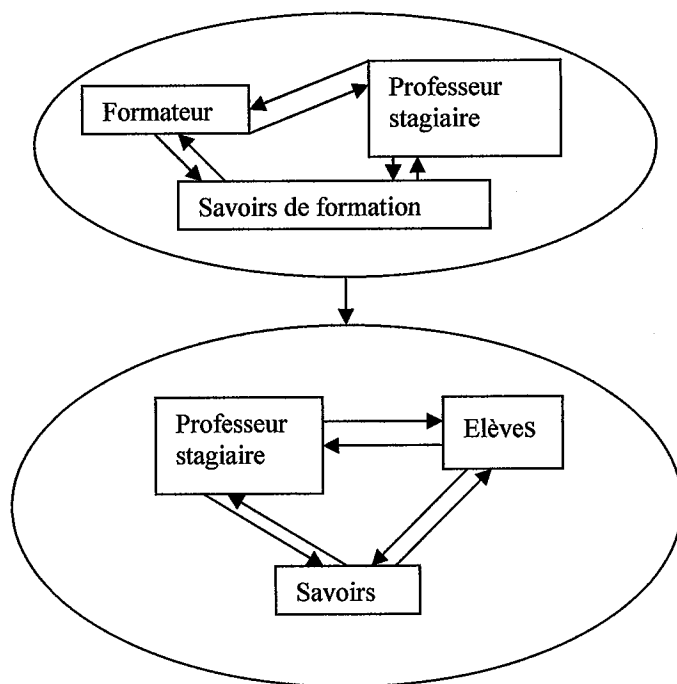 Formateur
Professeur
stagiaire
Savoirs de formation
Professeur
stagiaire
Elèves
Savoirs